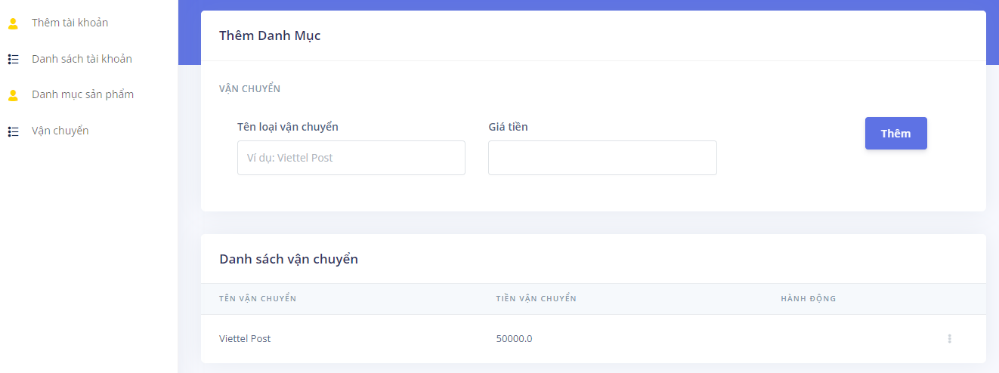 Thêm tài khoản
Danh sách tài khoản
Danh mục sản phẩm
Vận chuyển
Thêm Danh Mục
VẬN CHUYỂN
Tên loại vận chuyển
Giá tiền
Ví dụ: Viettel Post
Thêm
Danh sách vận chuyển
TÊN VẬN CHUYỂN TIỀN VẬN CHUYỂN HÀNH ĐỘNG
Viettel Post 50000.0